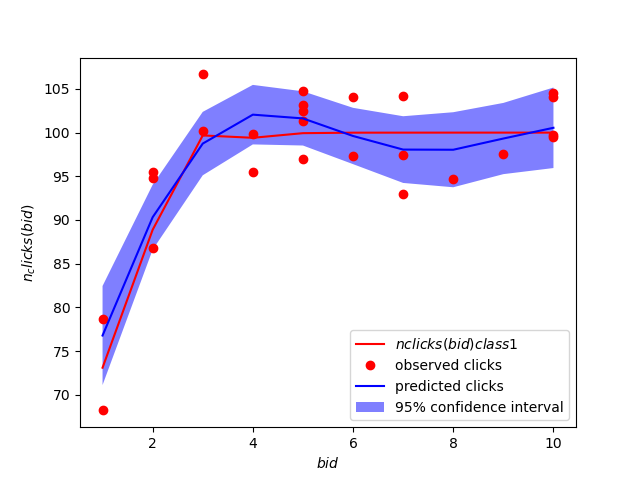 105
100
95
90
85
80
75
70
n_clicks(bid)
2
4
6
8
10
bid
nclicks(bid)class1
observed clicks
predicted clicks
95% confidence interval